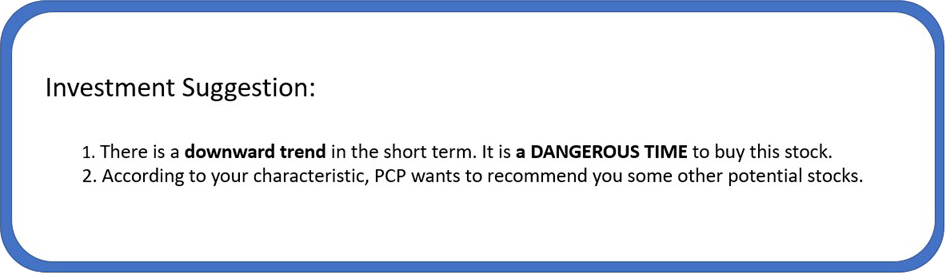 Investment Suggestion:
1. There is a downward trend in the short term. It is a DANGEROUS TIME to buy this stock.
2. According to your characteristic, PCP wants to recommend you some other potential stocks.